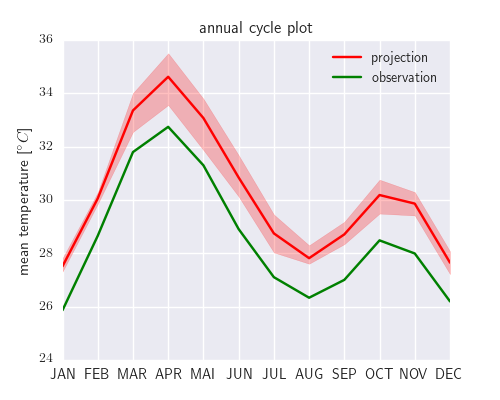 annual cycle plot
36
34
32
30
28
26
24
mean temperature [°C]
projection
observation
JAN FEB MAR APR MAI JUN JUL AUG SEP OCT NOV DEC